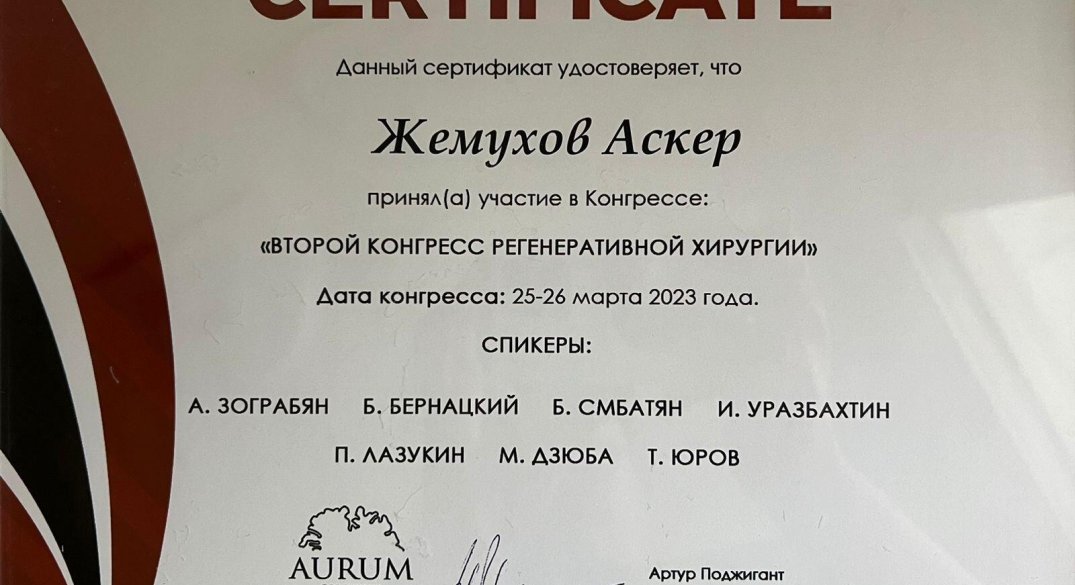 CERTIFICATE
Данный сертификат удостоверяет, что
Жемухов Аскер
принял(а) участие в Конгрессе:
«ВТОРОЙ КОНГРЕСС РЕГЕНЕРАТИВНОЙ ХИРУРГИИ»
Дата конгресса: 25-26 марта 2023 года.
СПИКЕРЫ:
А. ЗОГРАБЯН Б. БЕРНАЦКИЙ Б. СМБАТЯН И. УРАЗБАХТИН
П. ЛАЗУКИН М. ДЗЮБА Т. ЮРОВ
AURUM
Артур Поджигант